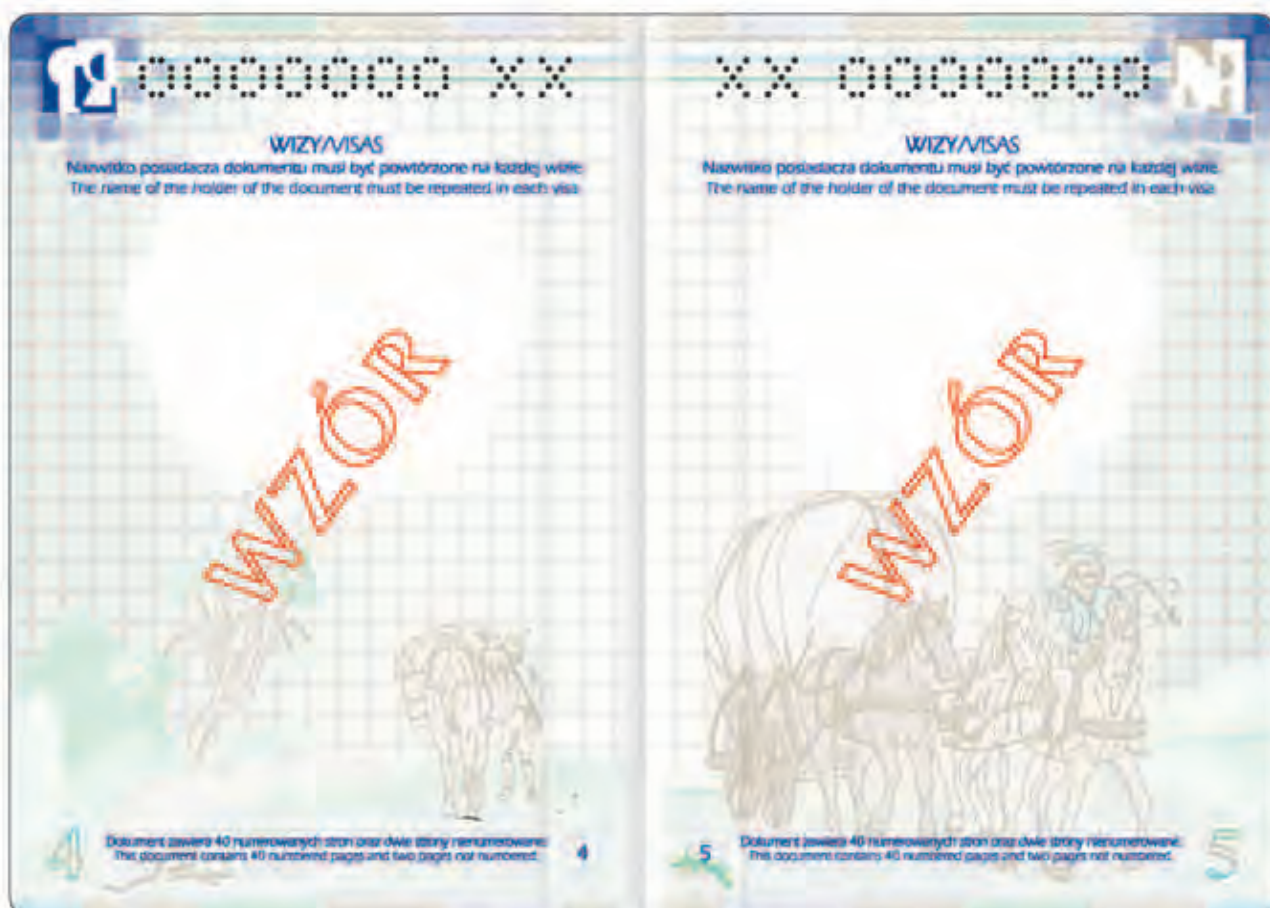 0000000 XX
WIZY/VISAS
Nazwisko posiadacza dokumentu musi być powtórzone na każdej wizie.
The name of the holder of the document must be repeated in each visa.
WZÓR
4
Dokument zawiera 40 numerowanych stron oraz dwie strony nienumerowane.
This document contains 40 numbered pages and two pages not numbered.
4
XX 0000000
WIZY/VISAS
Nazwisko posiadacza dokumentu musi być powtórzone na każdej wizie.
The name of the holder of the document must be repeated in each visa.
WZÓR
5
Dokument zawiera 40 numerowanych stron oraz dwie strony nienumerowane.
This document contains 40 numbered pages and two pages not numbered.
5